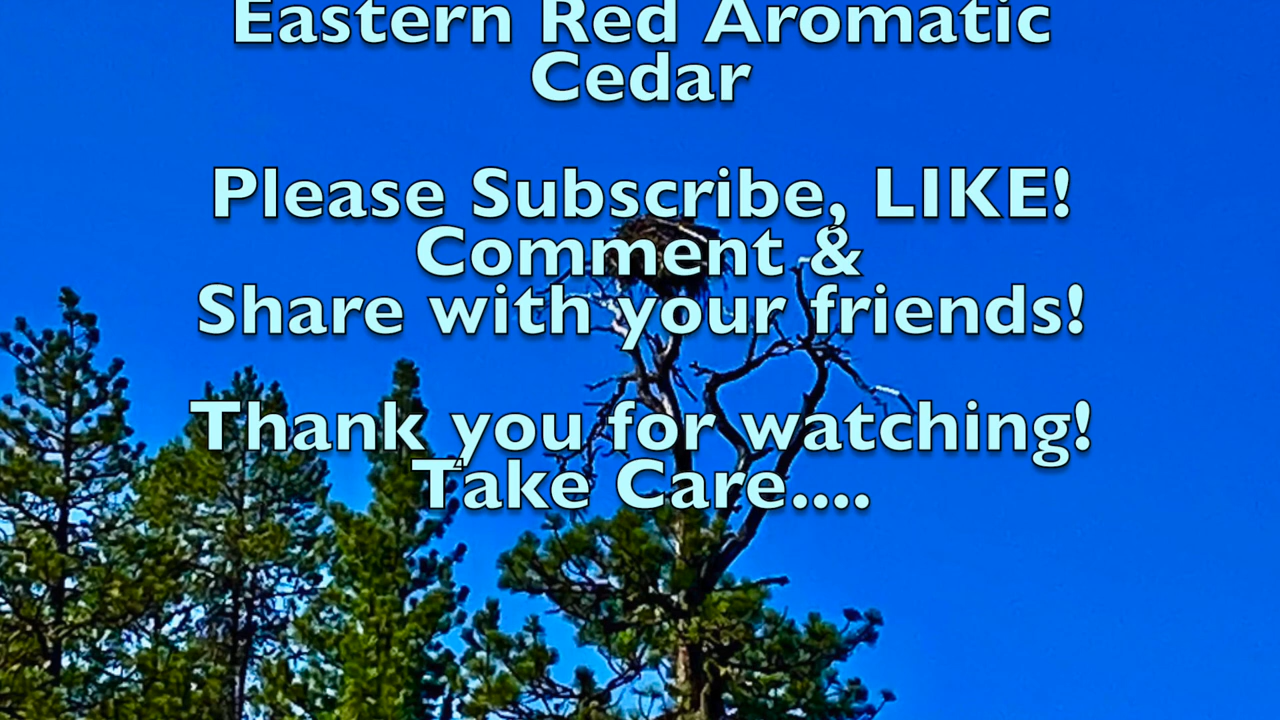 Eastern Red Aromatic
Cedar
Please Subscribe, LIKE!
Comment &
Share with your friends!
Thank you for watching!
Take Care....